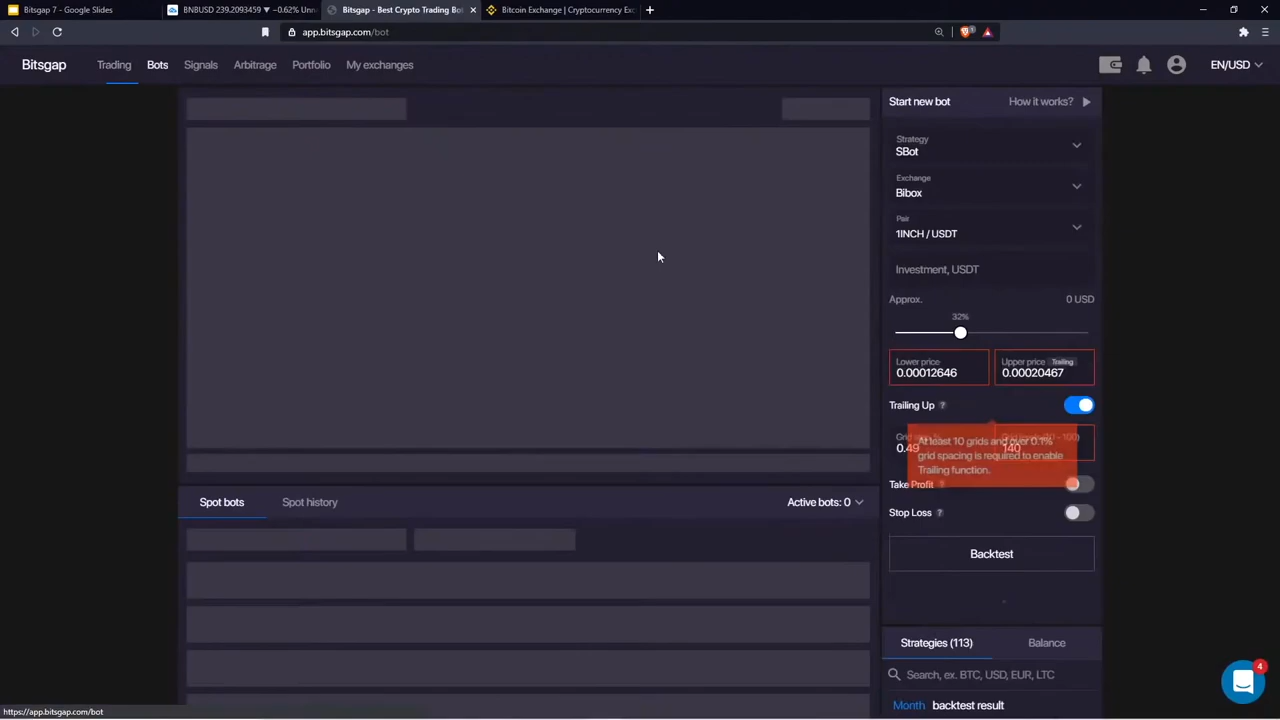 Bitsgap 7 - Google Slides
BNBUSD 239.2093459 ▼ −0.62% Unn
Bitsgap - Best Crypto Trading Bot
Bitcoin Exchange | Cryptocurrency Exc
app.bitsgap.com/bot
Bitsgap
Trading
Bots
Signals
Arbitrage
Portfolio
My exchanges
EN/USD
Start new bot
How it works?
Strategy
SBot
Exchange
Bibox
Pair
1INCH / USDT
Investment, USDT
Approx.
0 USD
32%
Lower price
0.00012646
Upper price
Trailing
0.00020467
Trailing Up ?
0.49
140
At least 10 grids and over 0.1%
grid spacing is required to enable
Trailing function.
Take Profit ?
Stop Loss ?
Backtest
Spot bots
Spot history
Active bots: 0
Strategies (113)
Balance
Search, ex. BTC, USD, EUR, LTC
Month backtest result
4
https://app.bitsgap.com/bot